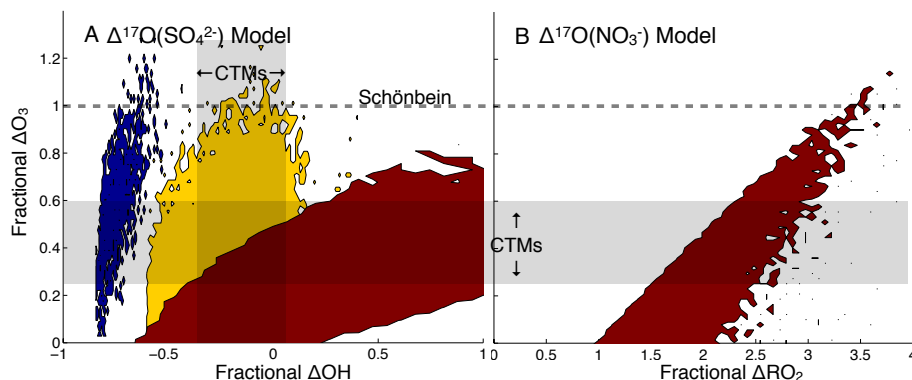 A Δ¹⁷O(SO₄²⁻) Model
B Δ¹⁷O(NO₃⁻) Model
CTMs
Schönbein
CTMs
Fractional ΔO₃
1.2
1
0.8
0.6
0.4
0.2
0
-1
-0.5
0
0.5
1
Fractional ΔOH
0
0.5
1
1.5
2
2.5
3
3.5
4
Fractional ΔRO₂